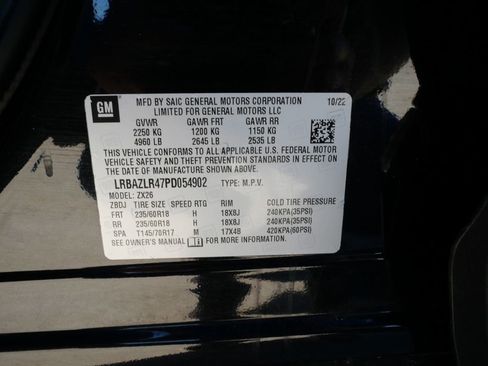 GM
MFD BY SAIC GENERAL MOTORS CORPORATION 10/22
LIMITED FOR GENERAL MOTORS LLC
GVWR GAWR FRT GAWR RR
2250 KG 1200 KG 1150 KG
4960 LB 2645 LB 2535 LB
THIS VEHICLE CONFORMS TO ALL APPLICABLE U.S. FEDERAL MOTOR
VEHICLE SAFETY AND THEFT PREVENTION STANDARDS IN EFFECT
ON THE DATE OF MANUFACTURE SHOWN ABOVE.
LRBAZLR47PD054902 TYPE: M.P.V.
MODEL: ZX26
ZBDJ TIRE SIZE SPEED RTG RIM COLD TIRE PRESSURE
FRT 235/60R18 H 18X8J 240KPA(35PSI)
RR 235/60R18 H 18X8J 240KPA(35PSI)
SPA T145/70R17 M 17X4B 420KPA(60PSI)
SEE OWNER'S MANUAL FOR MORE INFORMATION.